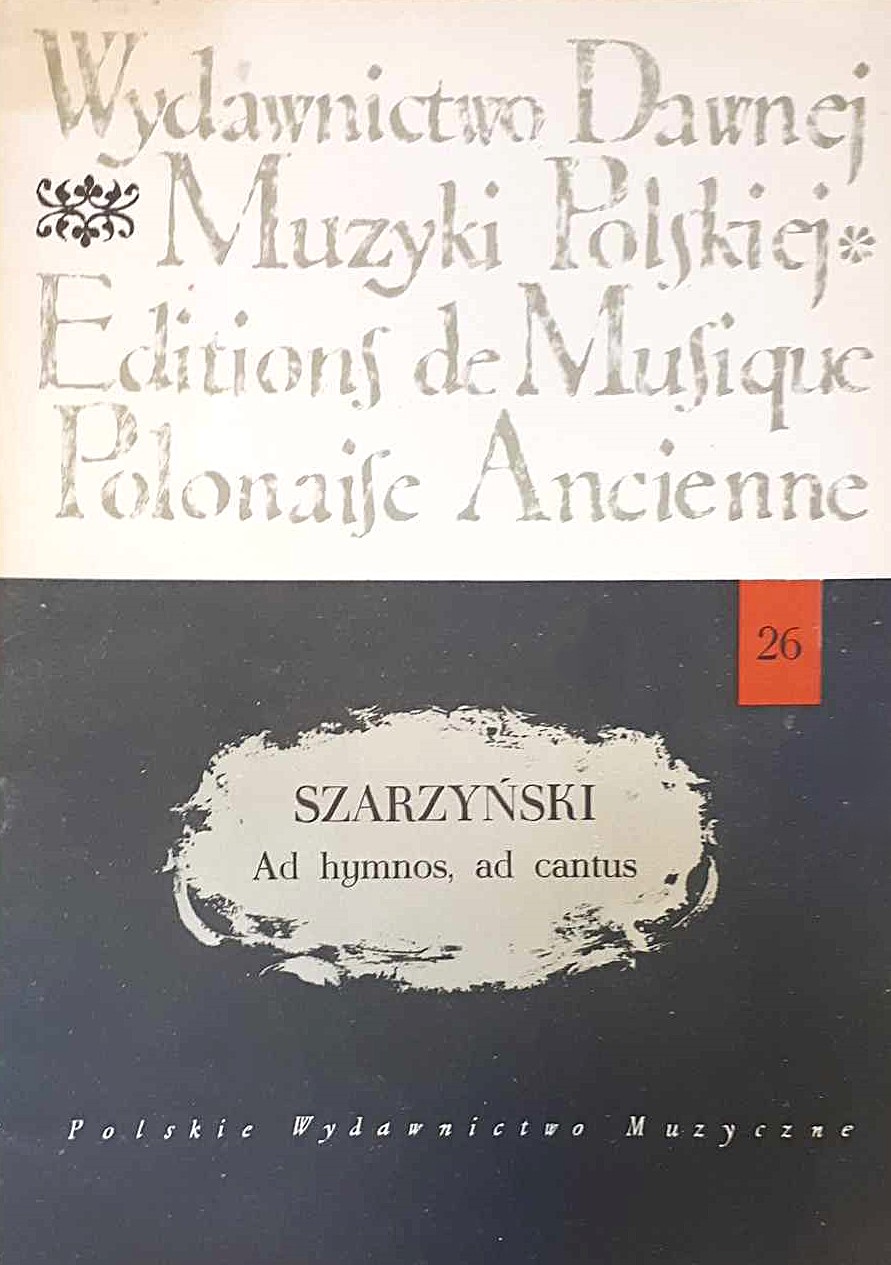 Wydawnictwo Dawnej
Muzyki Polſkiej
Editionſ de Muſique
Polonaiſe Ancienne
26
SZARZYŃSKI
Ad hymnos, ad cantus
Polskie Wydawnictwo Muzyczne